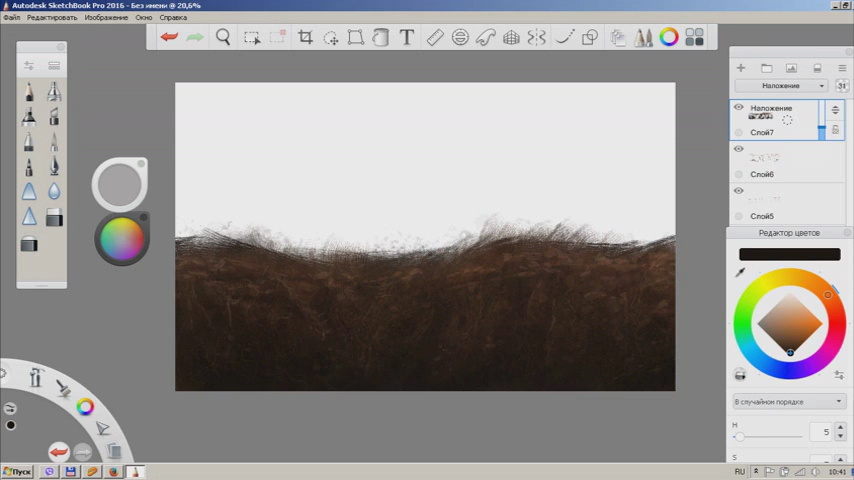 Autodesk SketchBook Pro 2016 - Без имени @ 20,6%
Файл Редактировать Изображение Окно Справка
T
Наложение
Наложение
Слой7
Слой6
Слой5
Редактор цветов
В случайном порядке
H 5
S
Пуск
RU 10:41